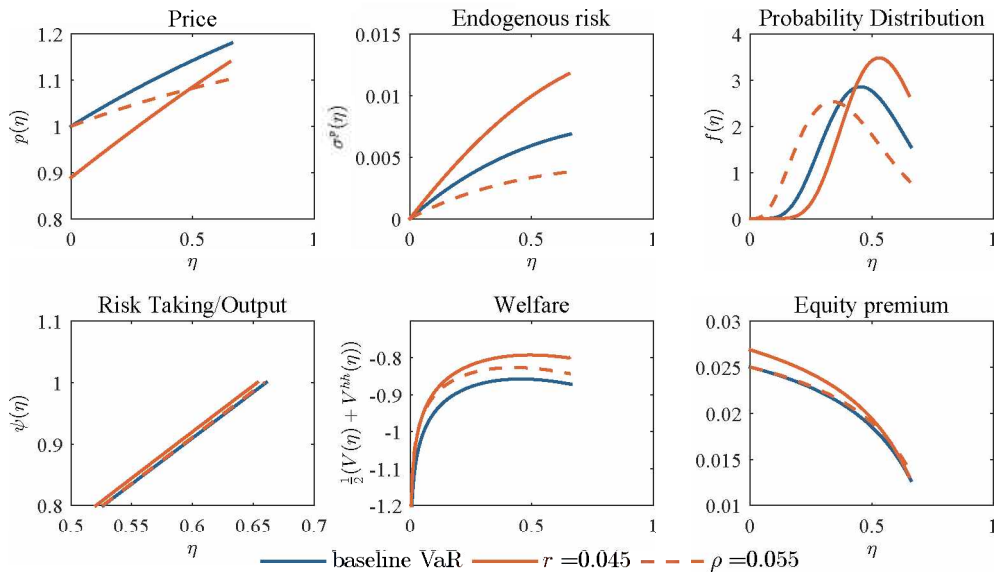 Price
p(η)
1.2
1.1
1
0.9
0.8
0
0.5
1
η
Endogenous risk
σᵖ(η)
0.015
0.01
0.005
0
0
0.5
1
η
Probability Distribution
f(η)
4
3
2
1
0
0
0.5
1
η
Risk Taking/Output
ψ(η)
1.1
1
0.9
0.8
0.5
0.55
0.6
0.65
0.7
η
Welfare
½(V(η) + Vʰʰ(η))
-0.8
-0.9
-1
-1.1
-1.2
0
0.5
1
Equity premium
0.03
0.025
0.02
0.015
0.01
0
0.5
1
η
baseline VaR r =0.045 ρ =0.055